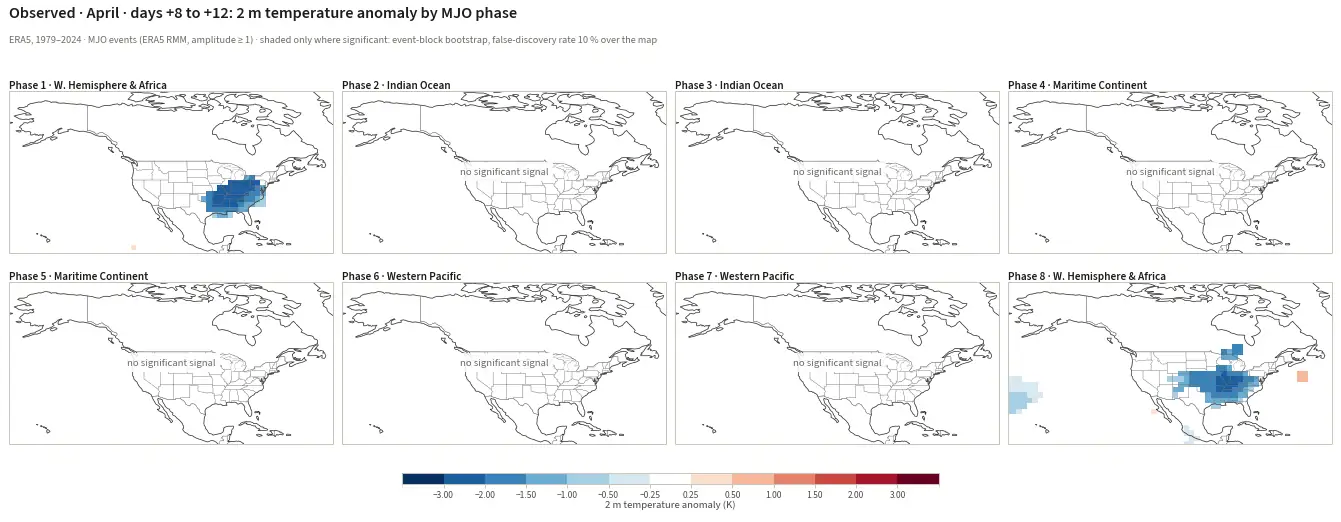 Observed · April · days +8 to +12: 2 m temperature anomaly by MJO phase
ERA5, 1979–2024 · MJO events (ERA5 RMM, amplitude ≥ 1) · shaded only where significant: event-block bootstrap, false-discovery rate 10 % over the map
Phase 1 · W. Hemisphere & Africa
Phase 2 · Indian Ocean
Phase 3 · Indian Ocean
Phase 4 · Maritime Continent
no significant signal
no significant signal
no significant signal
Phase 5 · Maritime Continent
Phase 6 · Western Pacific
Phase 7 · Western Pacific
Phase 8 · W. Hemisphere & Africa
no significant signal
no significant signal
no significant signal
−3.00 −2.00 −1.50 −1.00 −0.50 −0.25 0.25 0.50 1.00 1.50 2.00 3.00
2 m temperature anomaly (K)